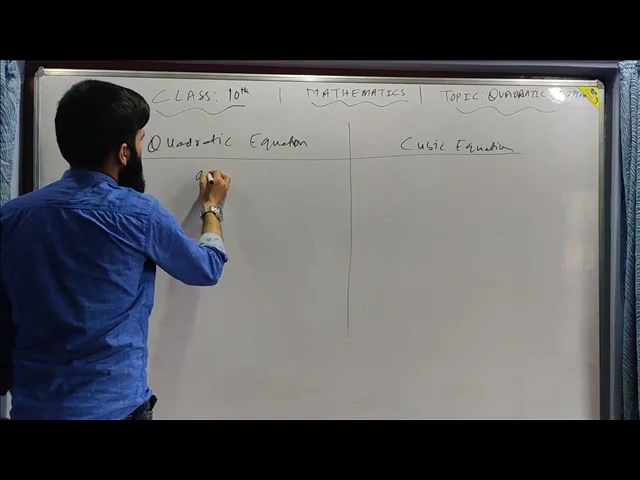 CLASS: 10th | MATHEMATICS | TOPIC: QUADRATIC
Quadratic Equation
Cubic Equation